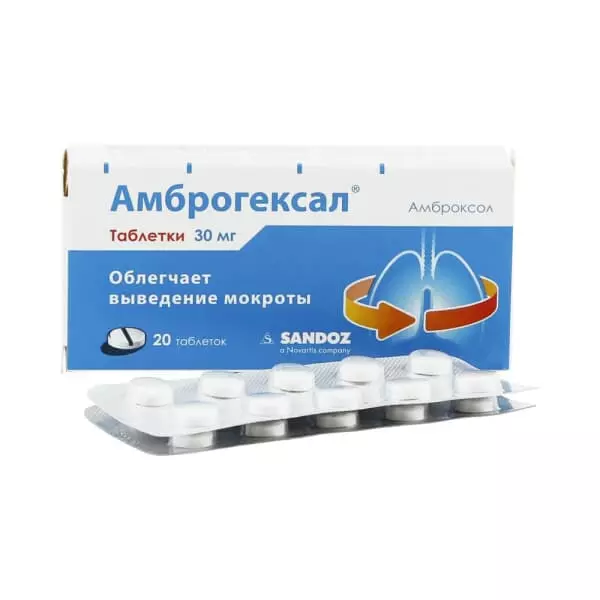 Амброгексал®
Амброксол
Таблетки 30 мг
Облегчает
выведение мокроты
20 таблеток
S SANDOZ
a Novartis company